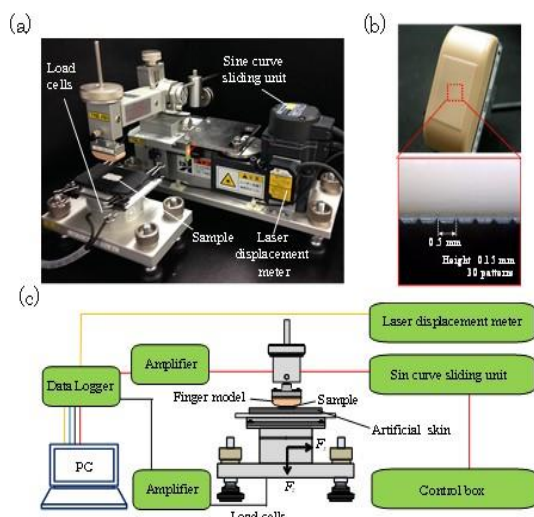 (a)
Load
cells
Sine curve
sliding unit
Sample
Laser
displacement
meter
(b)
0.5 mm
Height 0.15 mm
30 patterns
(c)
Laser displacement meter
Amplifier
Data Logger
Sin curve sliding unit
Finger model
Sample
Artificial skin
PC
Amplifier
Control box
Load cells